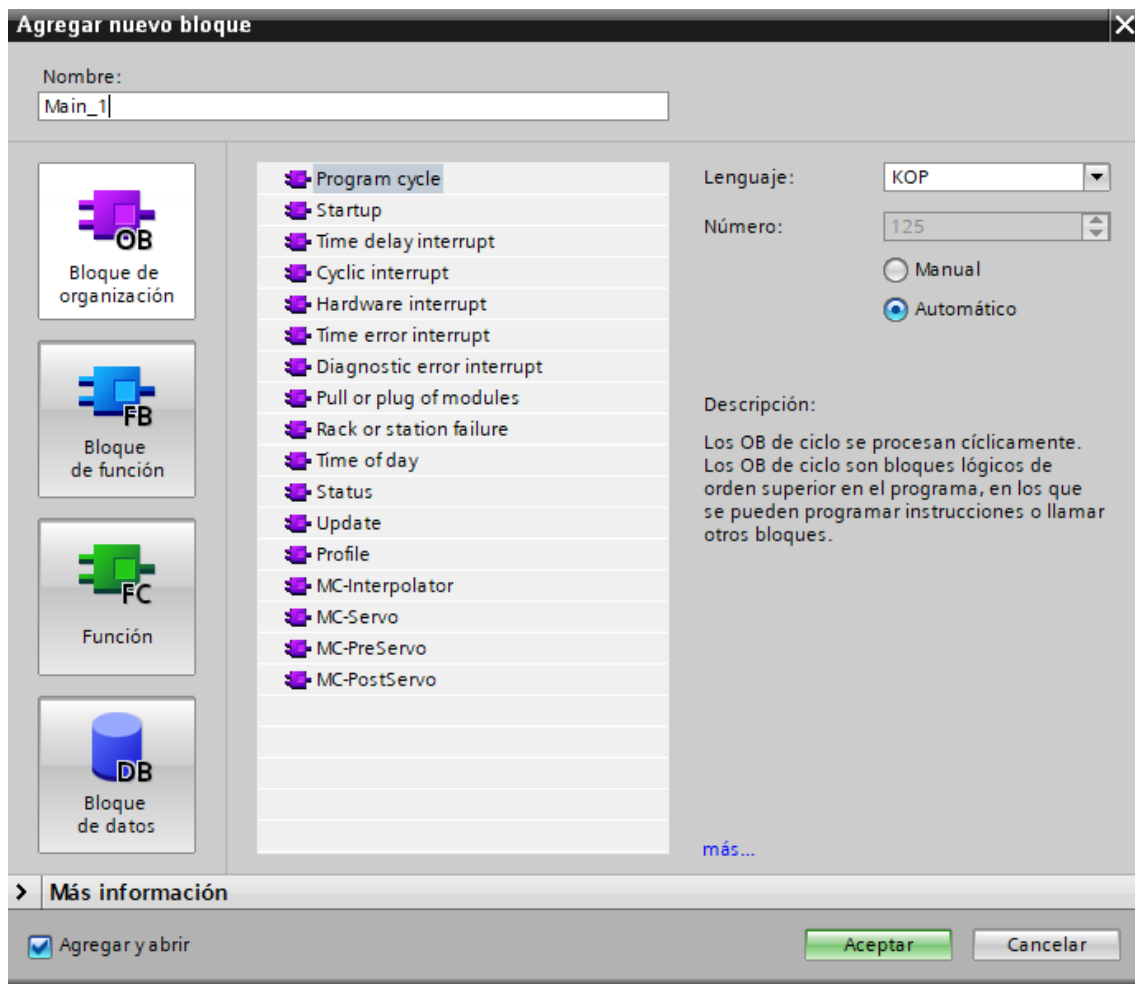 Agregar nuevo bloque
Nombre:
Main_1
OB
Bloque de
organización
FB
Bloque
de función
FC
Función
DB
Bloque
de datos
Program cycle
Startup
Time delay interrupt
Cyclic interrupt
Hardware interrupt
Time error interrupt
Diagnostic error interrupt
Pull or plug of modules
Rack or station failure
Time of day
Status
Update
Profile
MC-Interpolator
MC-Servo
MC-PreServo
MC-PostServo
Lenguaje: KOP
Número: 125
Manual
Automático
Descripción:
Los OB de ciclo se procesan cíclicamente.
Los OB de ciclo son bloques lógicos de
orden superior en el programa, en los que
se pueden programar instrucciones o llamar
otros bloques.
más...
Más información
Agregar y abrir
Aceptar
Cancelar